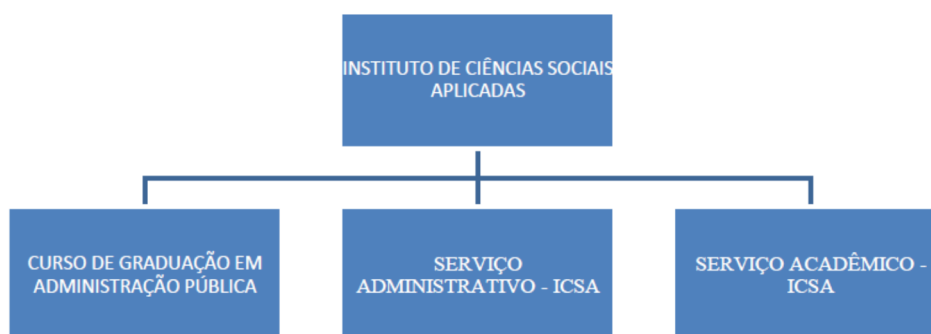 INSTITUTO DE CIÊNCIAS SOCIAIS
APLICADAS
CURSO DE GRADUAÇÃO EM
ADMINISTRAÇÃO PÚBLICA
SERVIÇO
ADMINISTRATIVO - ICSA
SERVIÇO ACADÊMICO -
ICSA